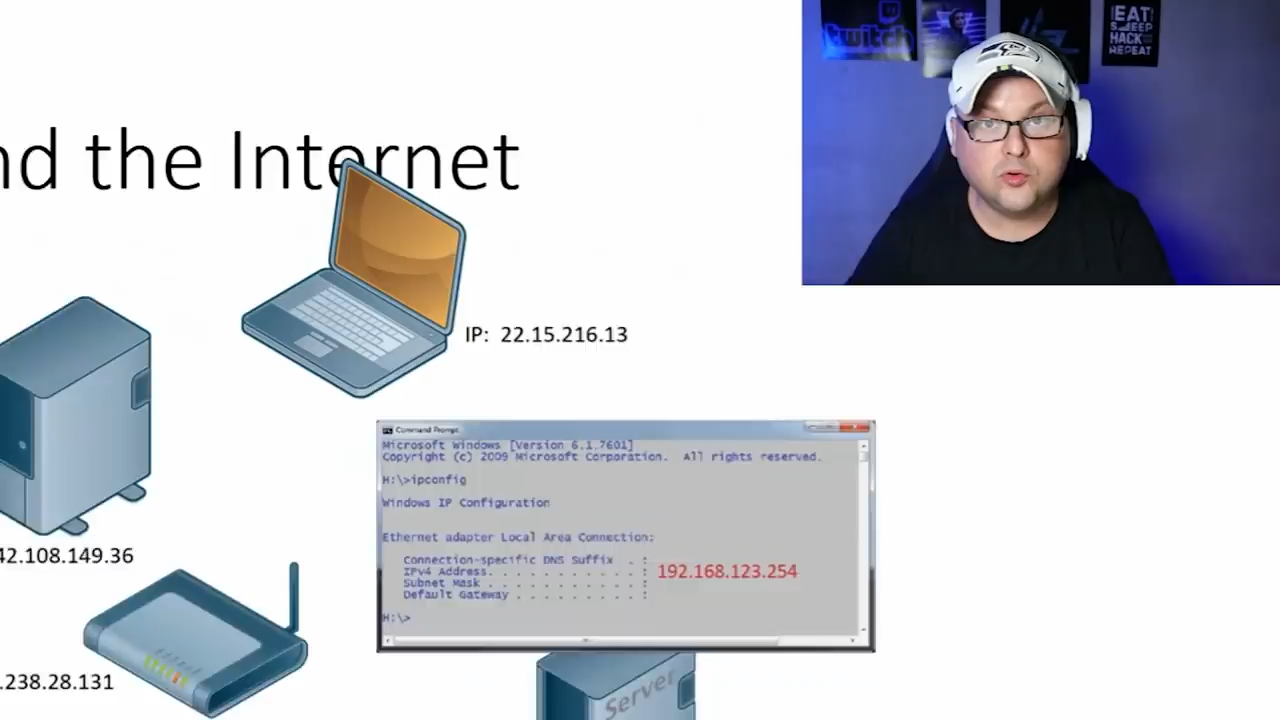 twitch
EAT
SLEEP
HACK
REPEAT
nd the Internet
IP: 22.15.216.13
42.108.149.36
.238.28.131
Command Prompt
Microsoft Windows [Version 6.1.7601]
Copyright (c) 2009 Microsoft Corporation. All rights reserved.
H:\>ipconfig
Windows IP Configuration
Ethernet adapter Local Area Connection:
Connection-specific DNS Suffix . :
IPv4 Address. . . . . . . . . . . :
192.168.123.254
Subnet Mask . . . . . . . . . . . :
Default Gateway . . . . . . . . . :
H:\>
Server